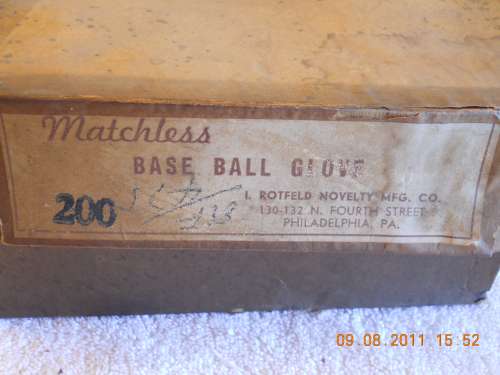 Matchless
BASE BALL GLOVE
200
I. ROTFELD NOVELTY MFG. CO.
130-132 N. FOURTH STREET
PHILADELPHIA, PA.
09.08.2011 15:52